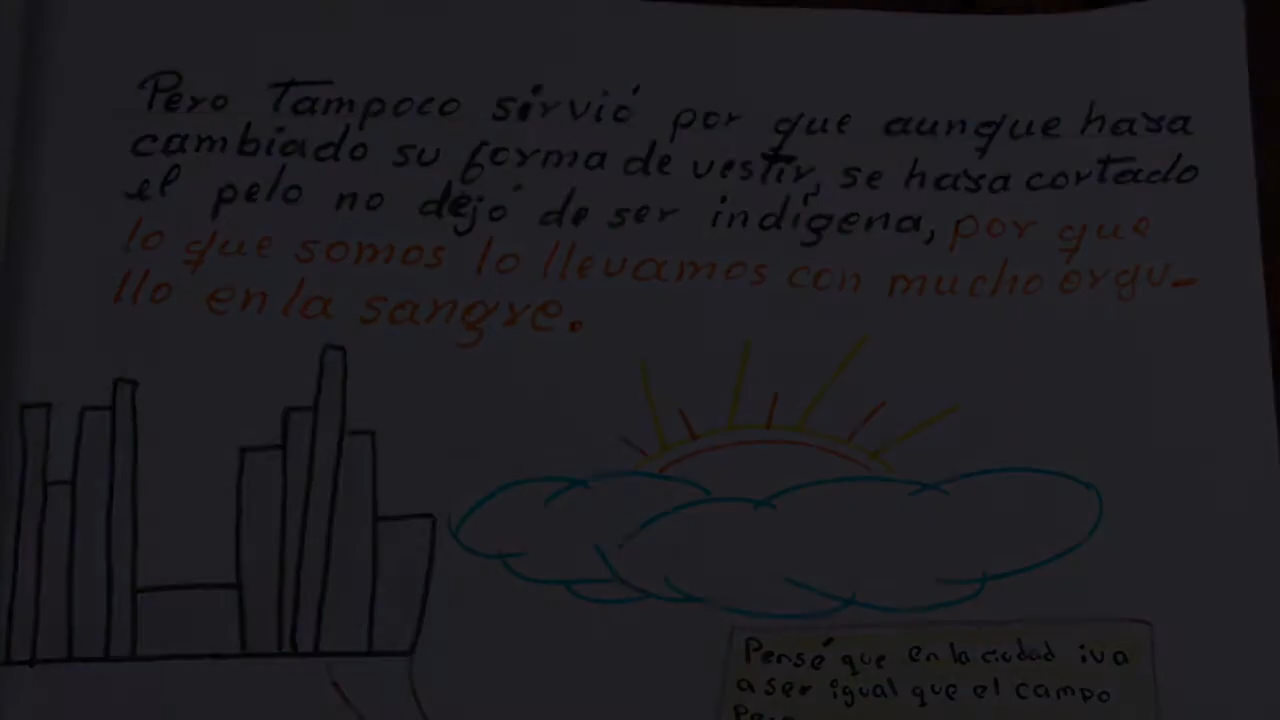 Pero Tampoco sirvió por que aunque haya
cambiado su forma de vestir, se haya cortado
el pelo no dejó de ser indígena, por que
lo que somos lo llevamos con mucho orgu-
llo en la sangre.
Pensé que en la ciudad iva
a ser igual que el campo
Pero